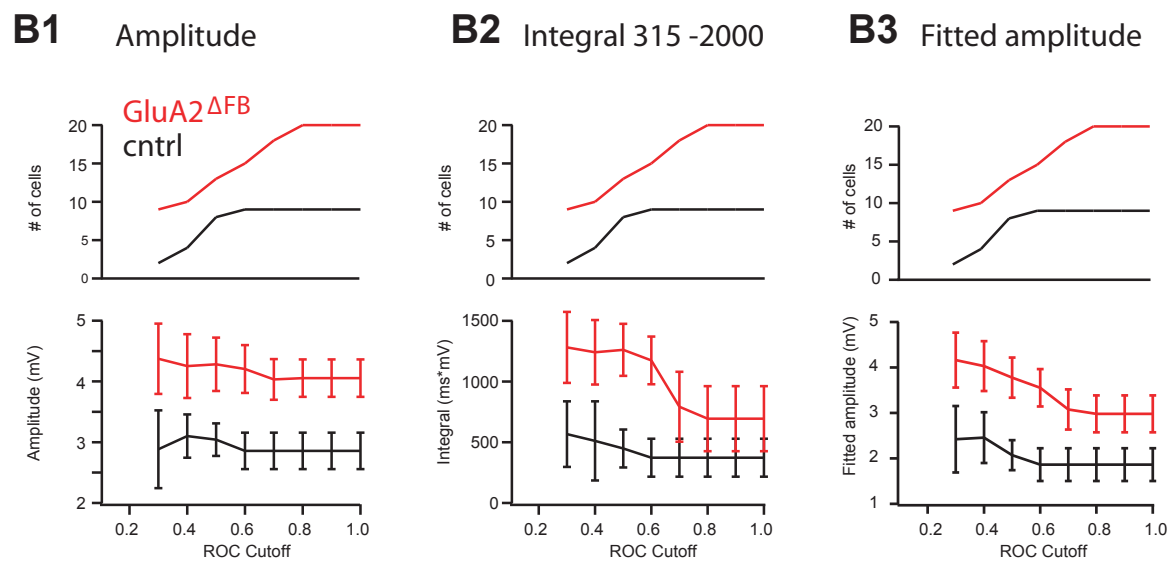 B1 Amplitude
GluA2ΔFB
cntrl
# of cells
20
15
10
5
0
Amplitude (mV)
5
4
3
2
0.2 0.4 0.6 0.8 1.0
ROC Cutoff
B2 Integral 315 -2000
# of cells
20
15
10
5
0
Integral (ms*mV)
1500
1000
500
0
0.2 0.4 0.6 0.8 1.0
ROC Cutoff
B3 Fitted amplitude
# of cells
20
15
10
5
0
Fitted amplitude (mV)
5
4
3
2
1
0.2 0.4 0.6 0.8 1.0
ROC Cutoff